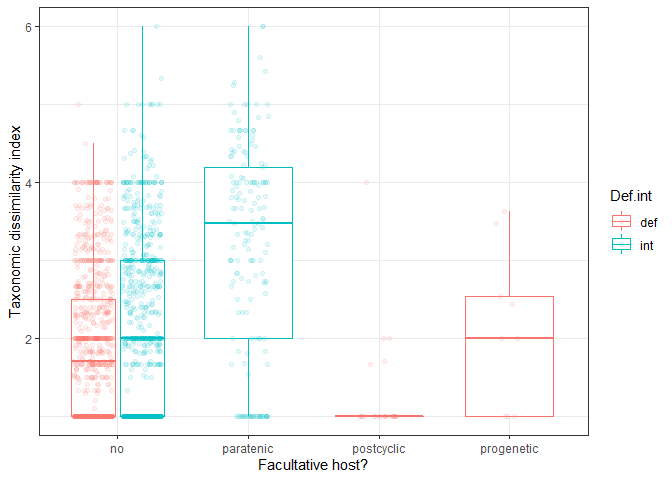 Taxonomic dissimilarity index
6
4
2
no
paratenic
postcyclic
progenetic
Facultative host?
Def.int
def
int